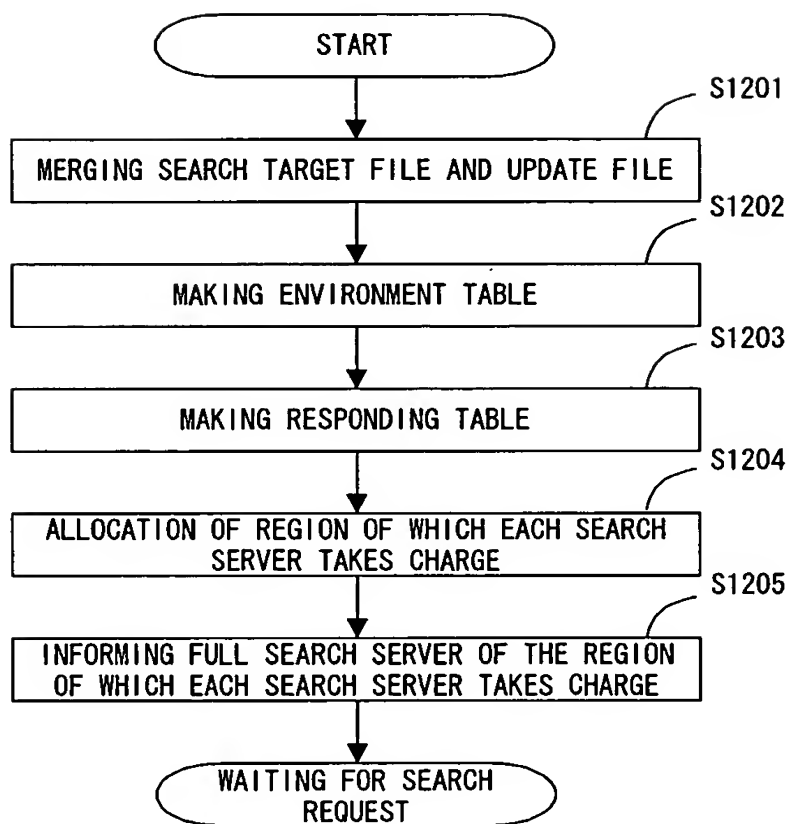 START
S1201
MERGING SEARCH TARGET FILE AND UPDATE FILE
S1202
MAKING ENVIRONMENT TABLE
S1203
MAKING RESPONDING TABLE
S1204
ALLOCATION OF REGION OF WHICH EACH SEARCH
SERVER TAKES CHARGE
S1205
INFORMING FULL SEARCH SERVER OF THE REGION
OF WHICH EACH SEARCH SERVER TAKES CHARGE
WAITING FOR SEARCH
REQUEST